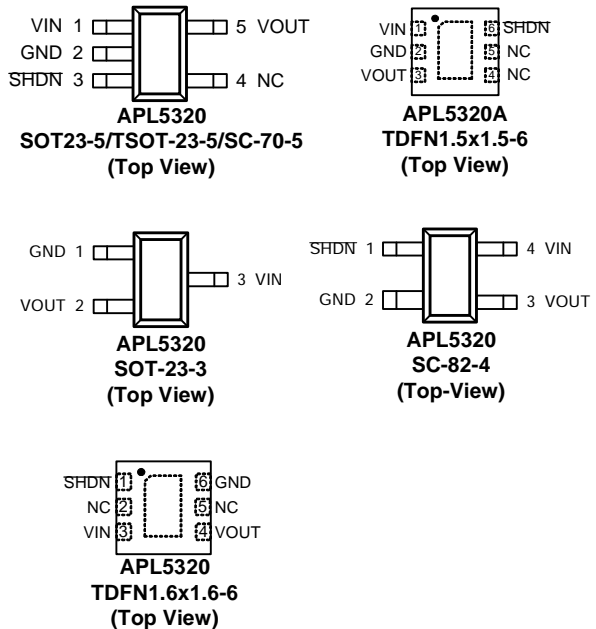 VIN 1 5 VOUT
GND 2
SHDN 3 4 NC
APL5320
SOT23-5/TSOT-23-5/SC-70-5
(Top View)
VIN 1 6 SHDN
GND 2 5 NC
VOUT 3 4 NC
APL5320A
TDFN1.5x1.5-6
(Top View)
GND 1
3 VIN
VOUT 2
APL5320
SOT-23-3
(Top View)
SHDN 1 4 VIN
GND 2 3 VOUT
APL5320
SC-82-4
(Top-View)
SHDN 1 6 GND
NC 2 5 NC
VIN 3 4 VOUT
APL5320
TDFN1.6x1.6-6
(Top View)